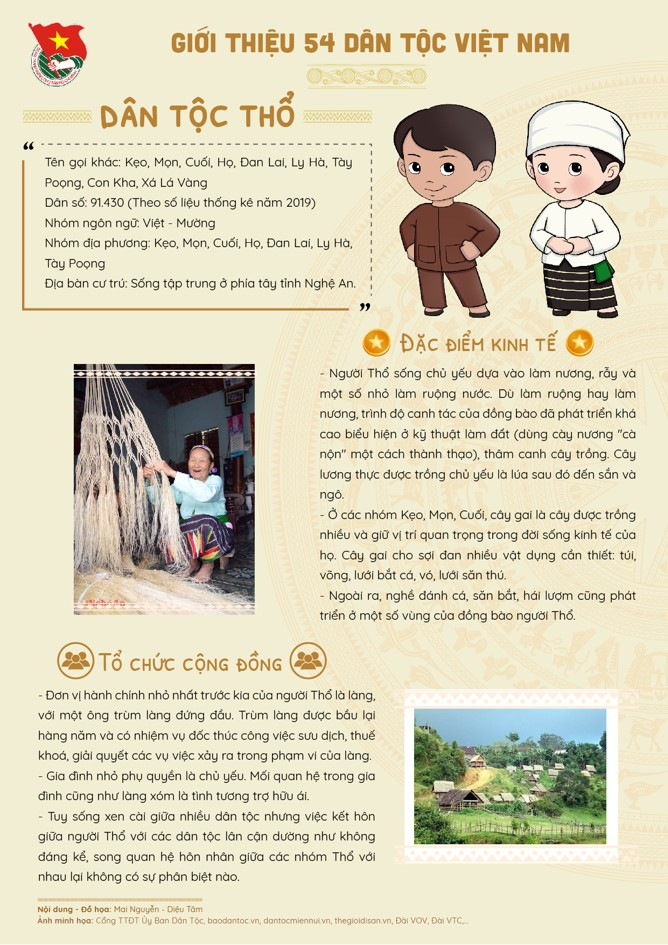 GIỚI THIỆU 54 DÂN TỘC VIỆT NAM
DÂN TỘC THỔ
“
Tên gọi khác: Kẹo, Mọn, Cuối, Họ, Đan Lai, Ly Hà, Tày
Poọng, Con Kha, Xá Lá Vàng
Dân số: 91.430 (Theo số liệu thống kê năm 2019)
Nhóm ngôn ngữ: Việt - Mường
Nhóm địa phương: Kẹo, Mọn, Cuối, Họ, Đan Lai, Ly Hà,
Tày Poọng
Địa bàn cư trú: Sống tập trung ở phía tây tỉnh Nghệ An.
”
ĐẶC ĐIỂM KINH TẾ
- Người Thổ sống chủ yếu dựa vào làm nương, rẫy và
một số nhỏ làm ruộng nước. Dù làm ruộng hay làm
nương, trình độ canh tác của đồng bào đã phát triển khá
cao biểu hiện ở kỹ thuật làm đất (dùng cày nương "cà
nộn" một cách thành thạo), thâm canh cây trồng. Cây
lương thực được trồng chủ yếu là lúa sau đó đến sắn và
ngô.
- Ở các nhóm Kẹo, Mọn, Cuối, cây gai là cây được trồng
nhiều và giữ vị trí quan trọng trong đời sống kinh tế của
họ. Cây gai cho sợi đan nhiều vật dụng cần thiết: túi,
võng, lưới bắt cá, vó, lưới săn thú.
- Ngoài ra, nghề đánh cá, săn bắt, hái lượm cũng phát
triển ở một số vùng của đồng bào người Thổ.
TỔ CHỨC CỘNG ĐỒNG
- Đơn vị hành chính nhỏ nhất trước kia của người Thổ là làng,
với một ông trùm làng đứng đầu. Trùm làng được bầu lại
hàng năm và có nhiệm vụ đốc thúc công việc sưu dịch, thuế
khoá, giải quyết các vụ việc xảy ra trong phạm vi của làng.
- Gia đình nhỏ phụ quyền là chủ yếu. Mối quan hệ trong gia
đình cũng như làng xóm là tình tương trợ hữu ái.
- Tuy sống xen cài giữa nhiều dân tộc nhưng việc kết hôn
giữa người Thổ với các dân tộc lân cận dường như không
đáng kể, song quan hệ hôn nhân giữa các nhóm Thổ với
nhau lại không có sự phân biệt nào.
Nội dung - Đồ họa: Mai Nguyễn - Diệu Tâm
Ảnh minh họa: Cổng TTĐT Ủy Ban Dân Tộc, baodantoc.vn, dantocmiennui.vn, thegioidisan.vn, Đài VOV, Đài VTC,...